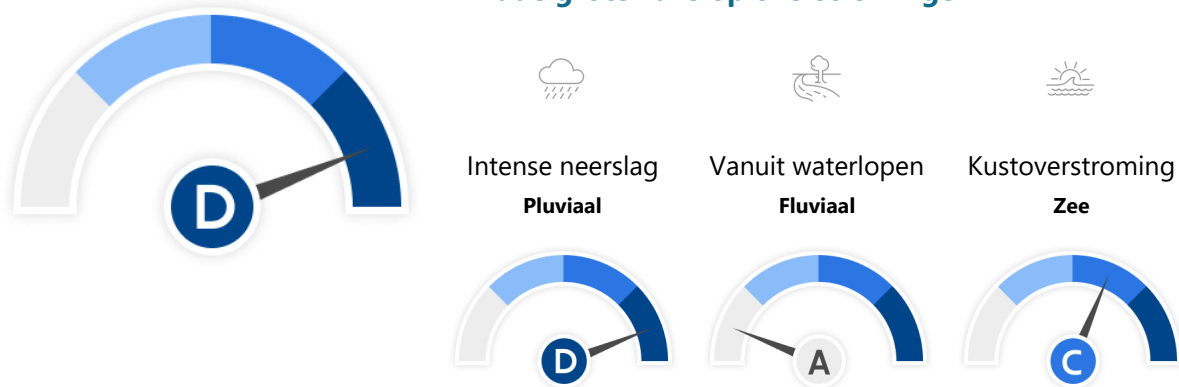 D
Intense neerslag
Vanuit waterlopen
Kustoverstroming
Pluviaal
Fluviaal
Zee
D
A
C